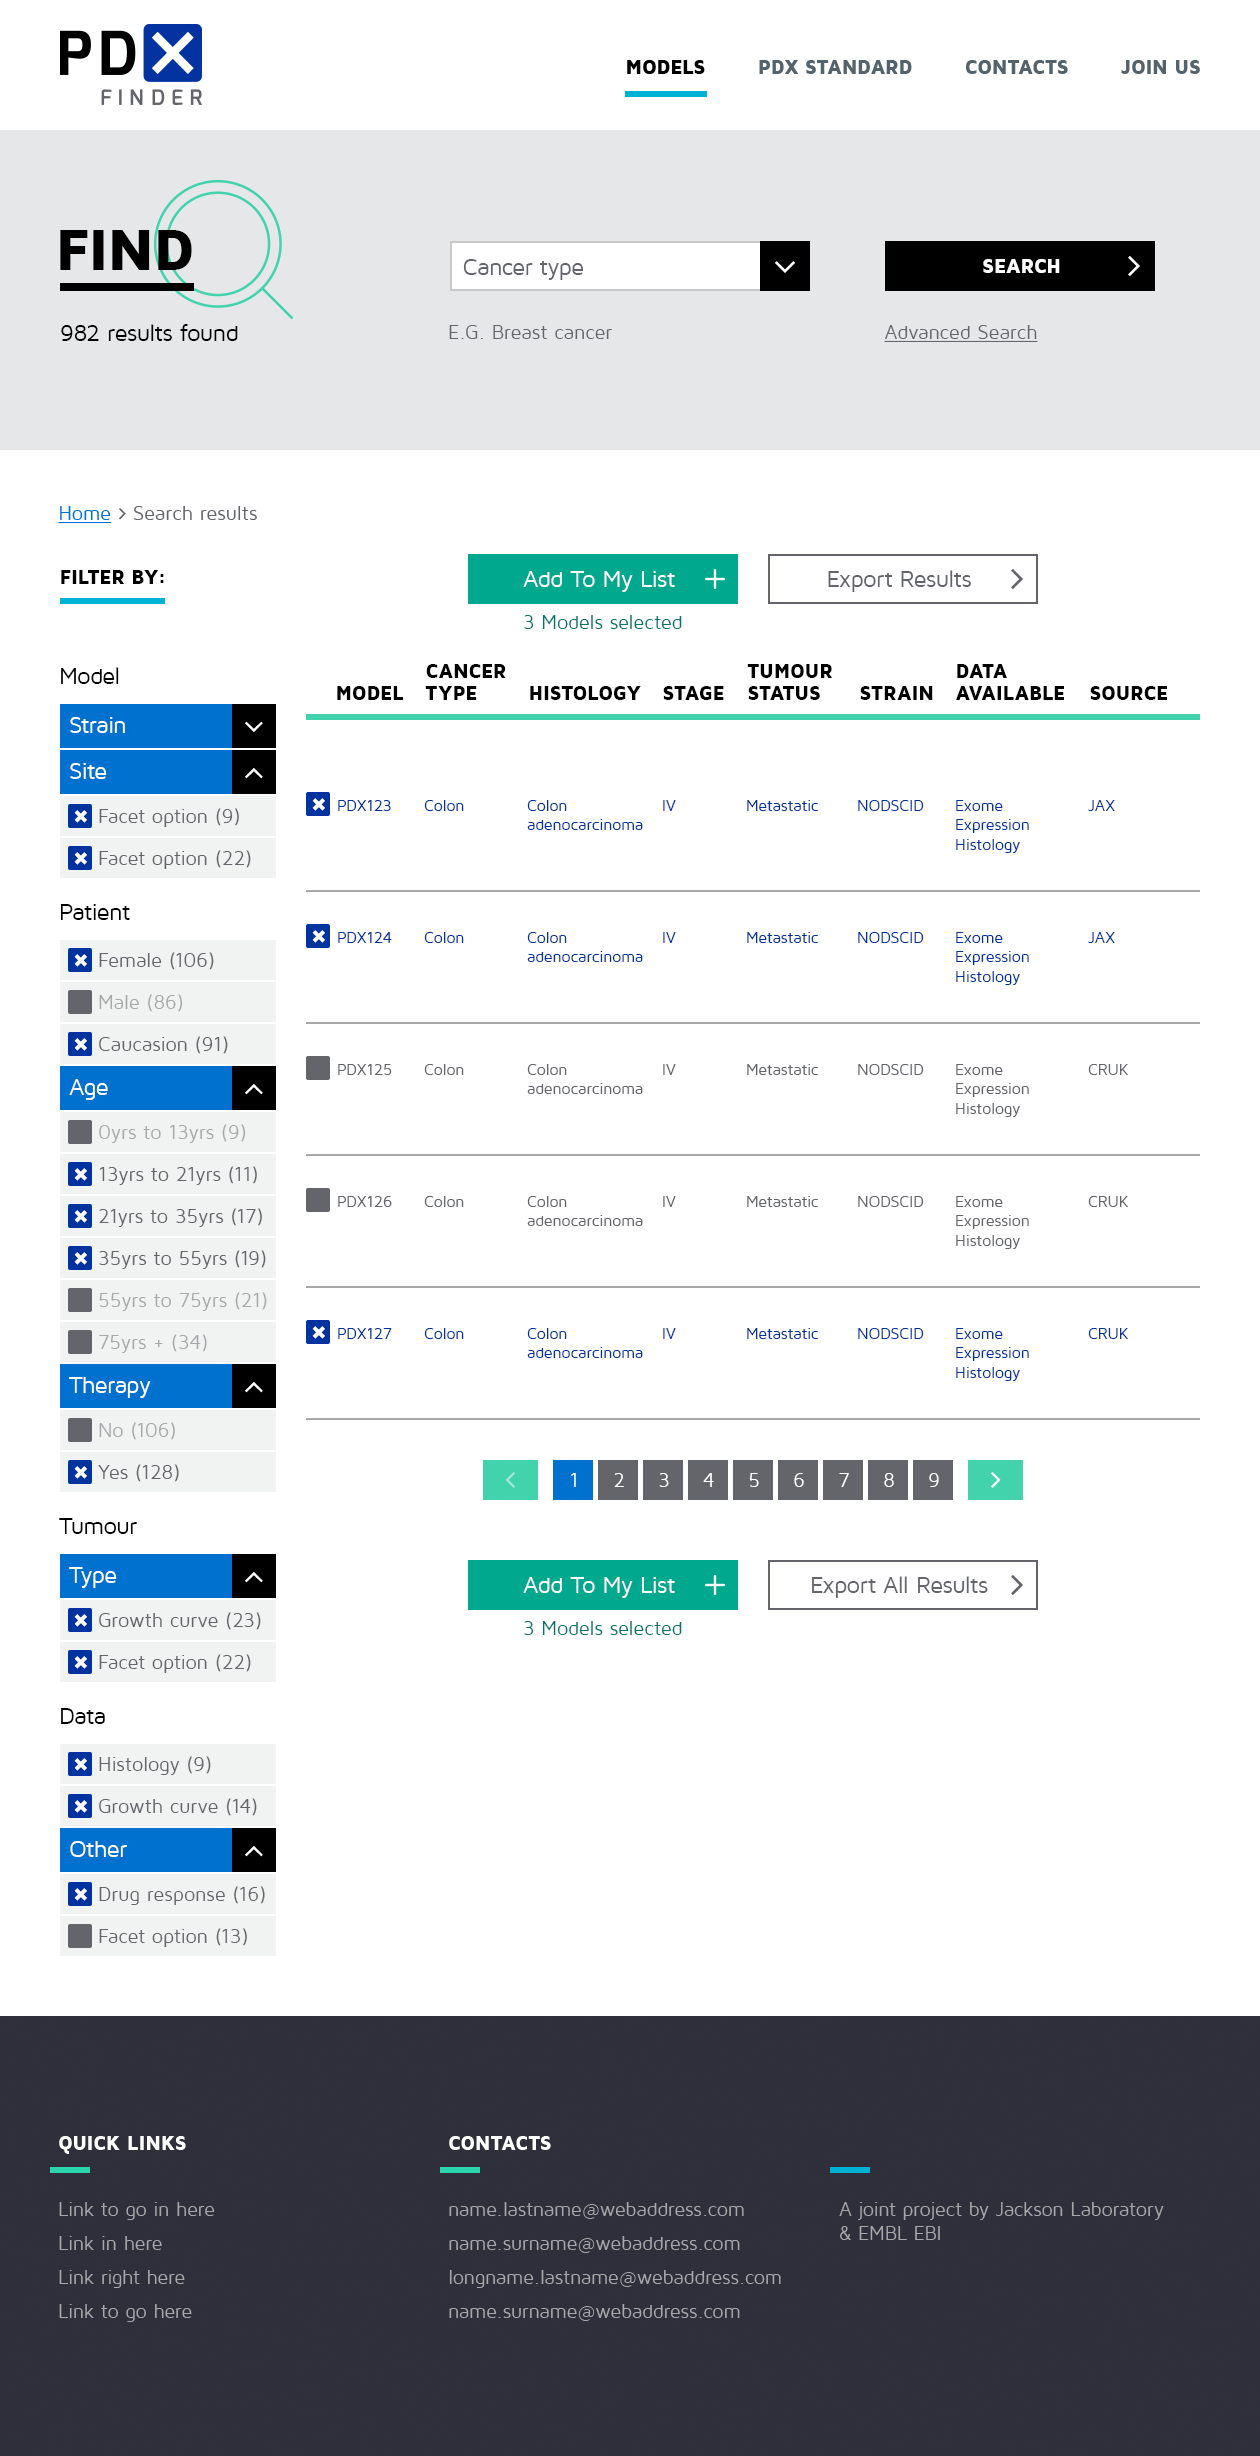 PDX
FINDER
MODELS PDX STANDARD CONTACTS JOIN US
FIND
982 results found
Cancer type
E.G. Breast cancer
SEARCH
Advanced Search
Home > Search results
FILTER BY:
Model
Strain
Site
Facet option (9)
Facet option (22)
Patient
Female (106)
Male (86)
Caucasion (91)
Age
0yrs to 13yrs (9)
13yrs to 21yrs (11)
21yrs to 35yrs (17)
35yrs to 55yrs (19)
55yrs to 75yrs (21)
75yrs + (34)
Therapy
No (106)
Yes (128)
Tumour
Type
Growth curve (23)
Facet option (22)
Data
Histology (9)
Growth curve (14)
Other
Drug response (16)
Facet option (13)
Add To My List +
3 Models selected
Export Results
MODEL CANCER TYPE HISTOLOGY STAGE TUMOUR STATUS STRAIN DATA AVAILABLE SOURCE
PDX123 Colon Colon IV Metastatic NODSCID Exome JAX
adenocarcinoma Expression
Histology
PDX124 Colon Colon IV Metastatic NODSCID Exome JAX
adenocarcinoma Expression
Histology
PDX125 Colon Colon IV Metastatic NODSCID Exome CRUK
adenocarcinoma Expression
Histology
PDX126 Colon Colon IV Metastatic NODSCID Exome CRUK
adenocarcinoma Expression
Histology
PDX127 Colon Colon IV Metastatic NODSCID Exome CRUK
adenocarcinoma Expression
Histology
1 2 3 4 5 6 7 8 9
Add To My List +
3 Models selected
Export All Results
QUICK LINKS
Link to go in here
Link in here
Link right here
Link to go here
CONTACTS
name.lastname@webaddress.com
name.surname@webaddress.com
longname.lastname@webaddress.com
name.surname@webaddress.com
A joint project by Jackson Laboratory
& EMBL EBI